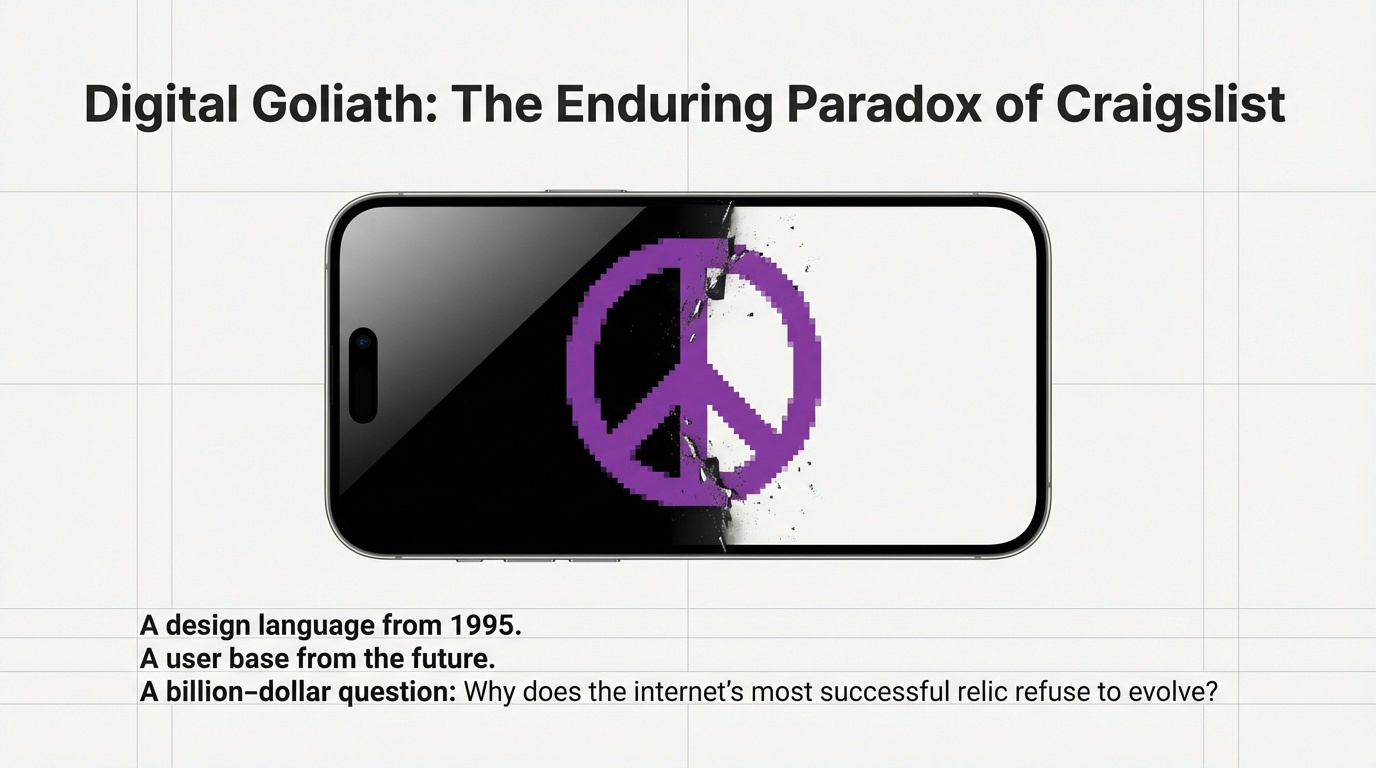 Digital Goliath: The Enduring Paradox of Craigslist
A design language from 1995.
A user base from the future.
A billion–dollar question: Why does the internet’s most successful relic refuse to evolve?